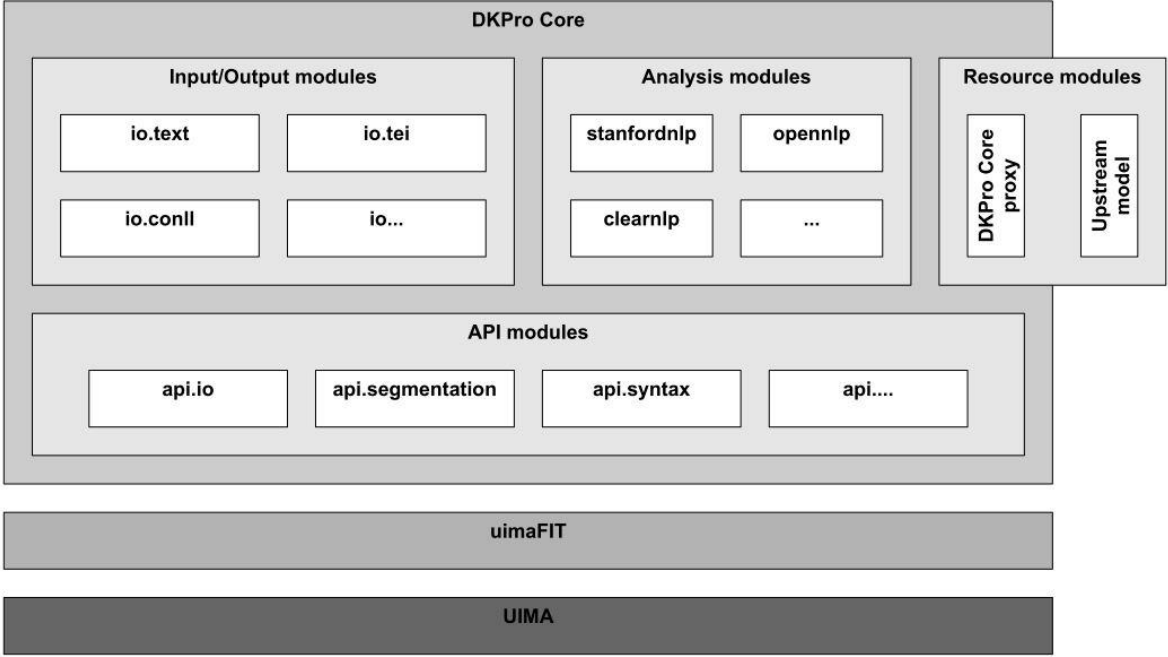 DKPro Core
Input/Output modules
io.text
io.tei
io.conll
io...
Analysis modules
stanfordnlp
opennlp
clearnlp
...
Resource modules
DKPro Core
proxy
Upstream
model
API modules
api.io
api.segmentation
api.syntax
api....
uimaFIT
UIMA